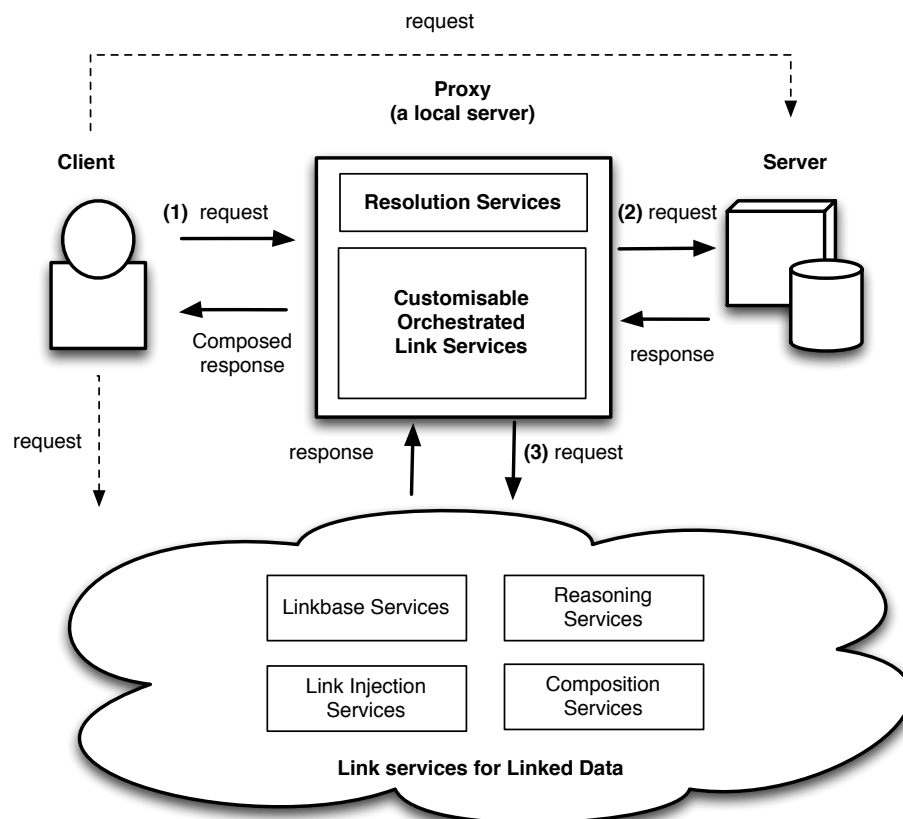 request
Proxy
(a local server)
Client
Server
(1) request
Resolution Services
(2) request
Customisable
Orchestrated
Link Services
Composed
response
response
request
response
(3) request
Linkbase Services
Reasoning
Services
Link Injection
Services
Composition
Services
Link services for Linked Data